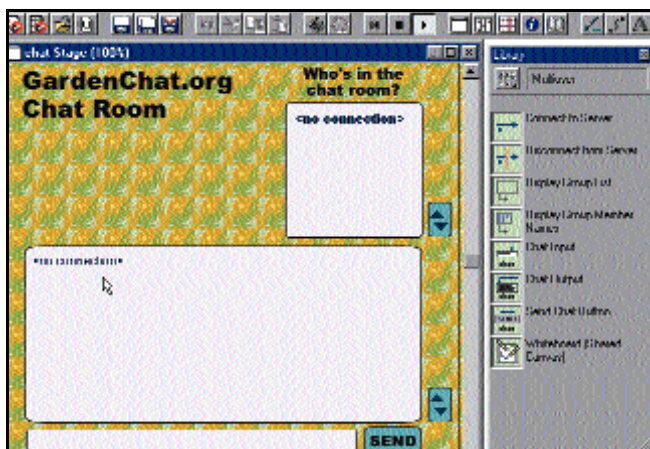 chat Stage (100%)
GardenChat.org
Chat Room
Who's in the
chat room?
<no connection>
<no connection>
SEND
Library
Multiuser
Connect to Server
Disconnect from Server
Display Group List
Display Group Member
Names
Chat Input
Chat Output
Send Chat Button
Whiteboard (Shared
Canvas)